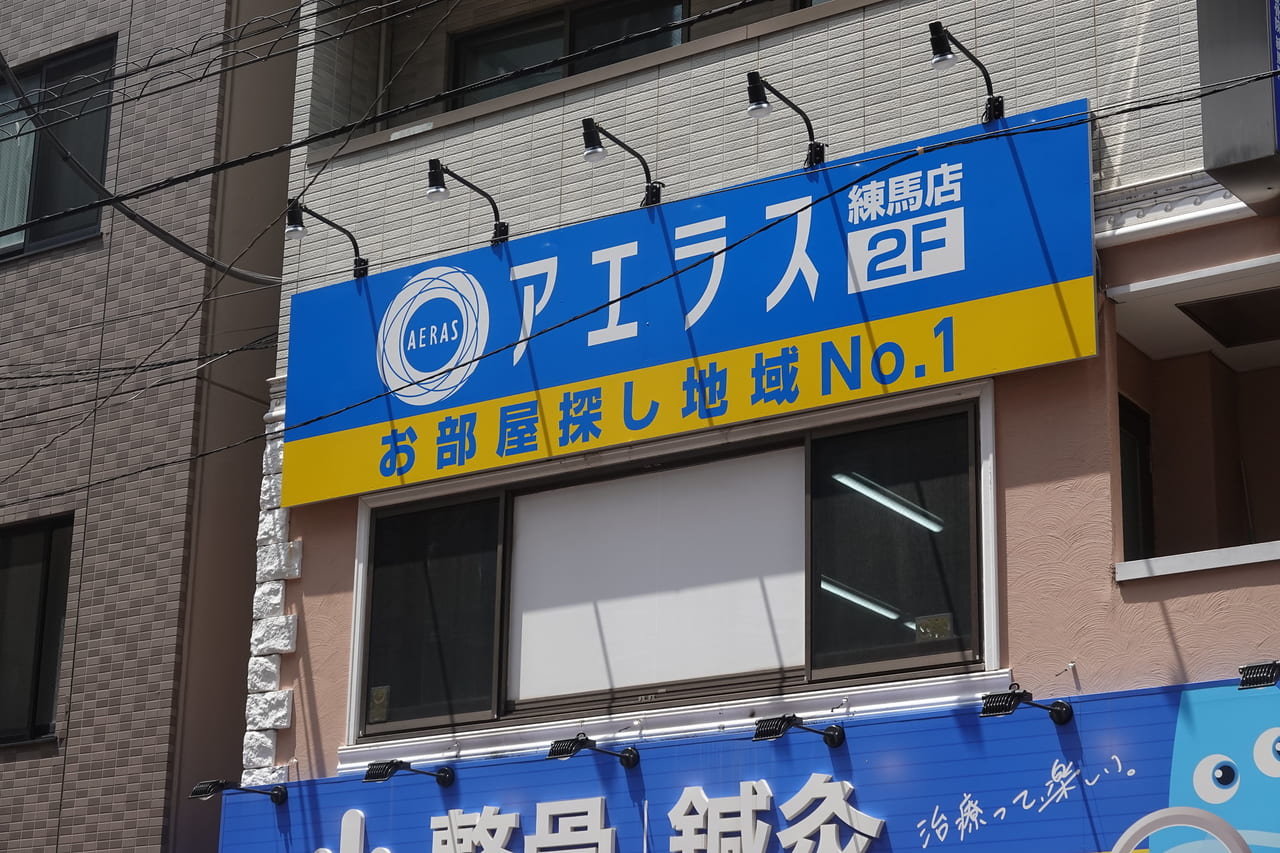 AERAS
アエラス
練馬店
2F
お部屋探し地域No.1
整骨 鍼灸
治療って楽しい。